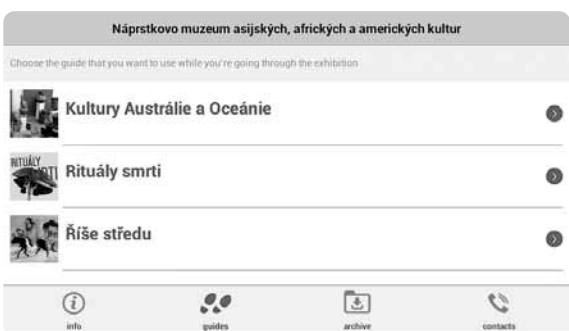 Náprstkovo muzeum asijských, afrických a amerických kultur
Choose the guide that you want to use while you're going through the exhibition
Kultury Austrálie a Oceánie
RITUÁLY
Rituály smrti
Říše středu
info
guides
archive
contacts